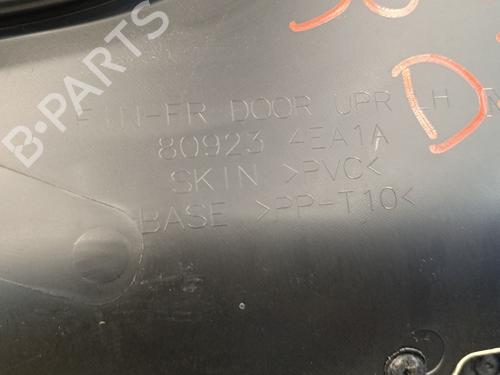 B-PARTS
FIN-FR DOOR UPR LH
80923 4EA1A
SKIN >PVC<
BASE >PP-T10<
D